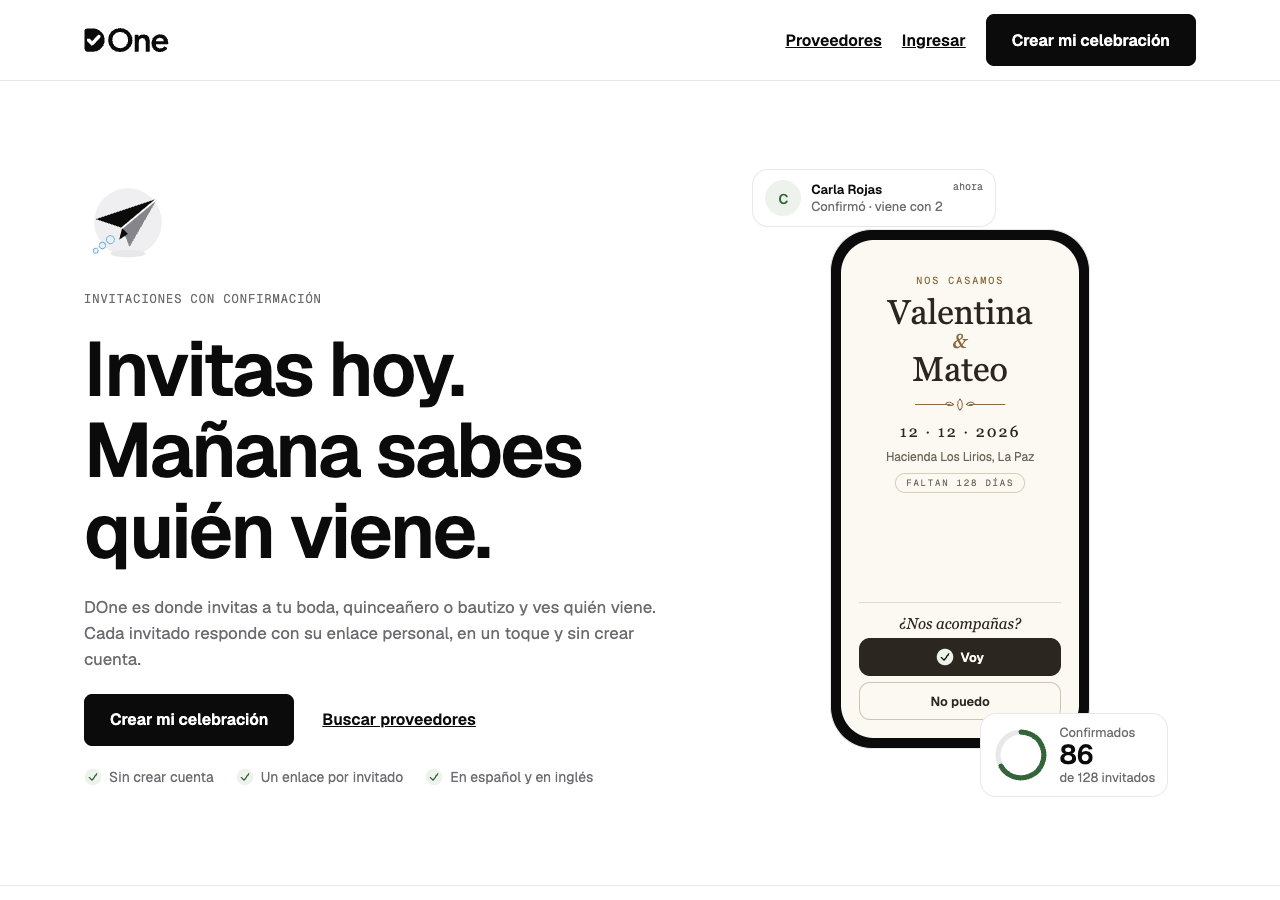 DOne
Proveedores
Ingresar
Crear mi celebración
INVITACIONES CON CONFIRMACIÓN
Invitas hoy.
Mañana sabes
quién viene.
DOne es donde invitas a tu boda, quinceañero o bautizo y ves quién viene.
Cada invitado responde con su enlace personal, en un toque y sin crear
cuenta.
Crear mi celebración
Buscar proveedores
Sin crear cuenta
Un enlace por invitado
En español y en inglés
C
Carla Rojas
ahora
Confirmó · viene con 2
NOS CASAMOS
Valentina
&
Mateo
12 · 12 · 2026
Hacienda Los Lirios, La Paz
FALTAN 128 DÍAS
¿Nos acompañas?
Voy
No puedo
Confirmados
86
de 128 invitados